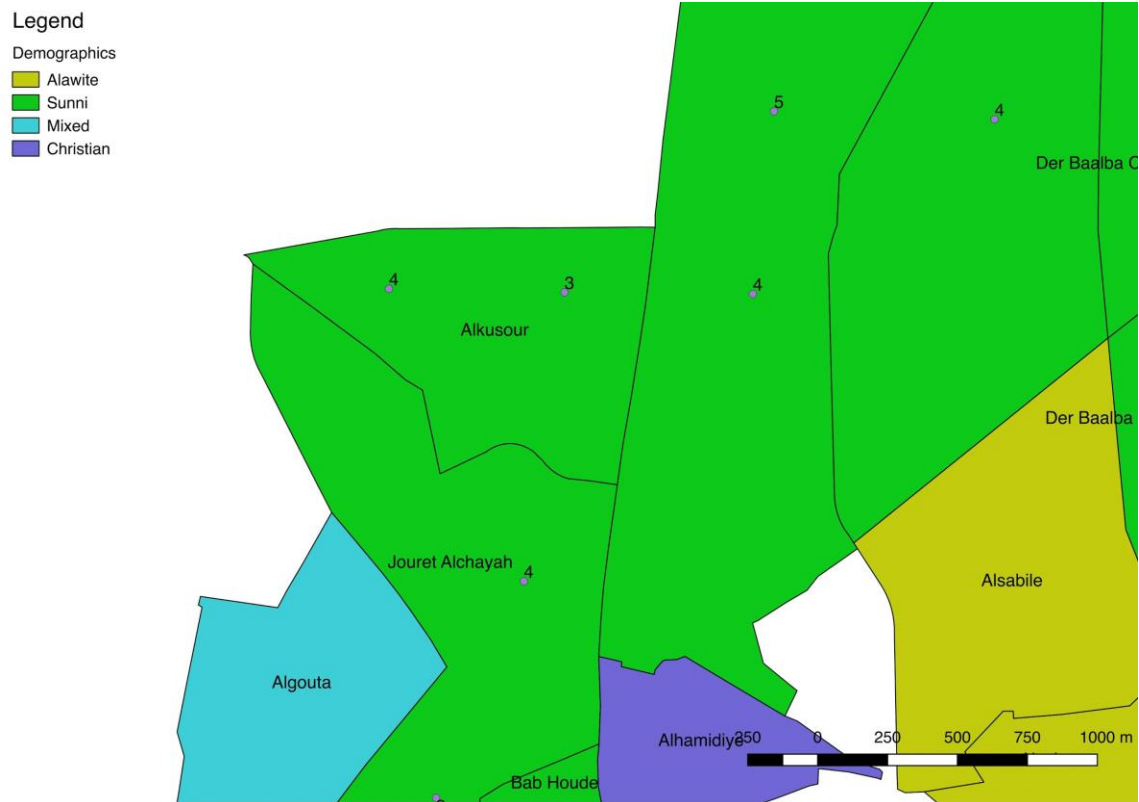 Legend
Demographics
Alawite
Sunni
Mixed
Christian
5
4
Der Baalba C
4
3
4
Alkusour
Der Baalba
Jouret Alchayah
4
Alsabile
Algouta
Alhamidiye
250 0 250 500 750 1000 m
Bab Houde